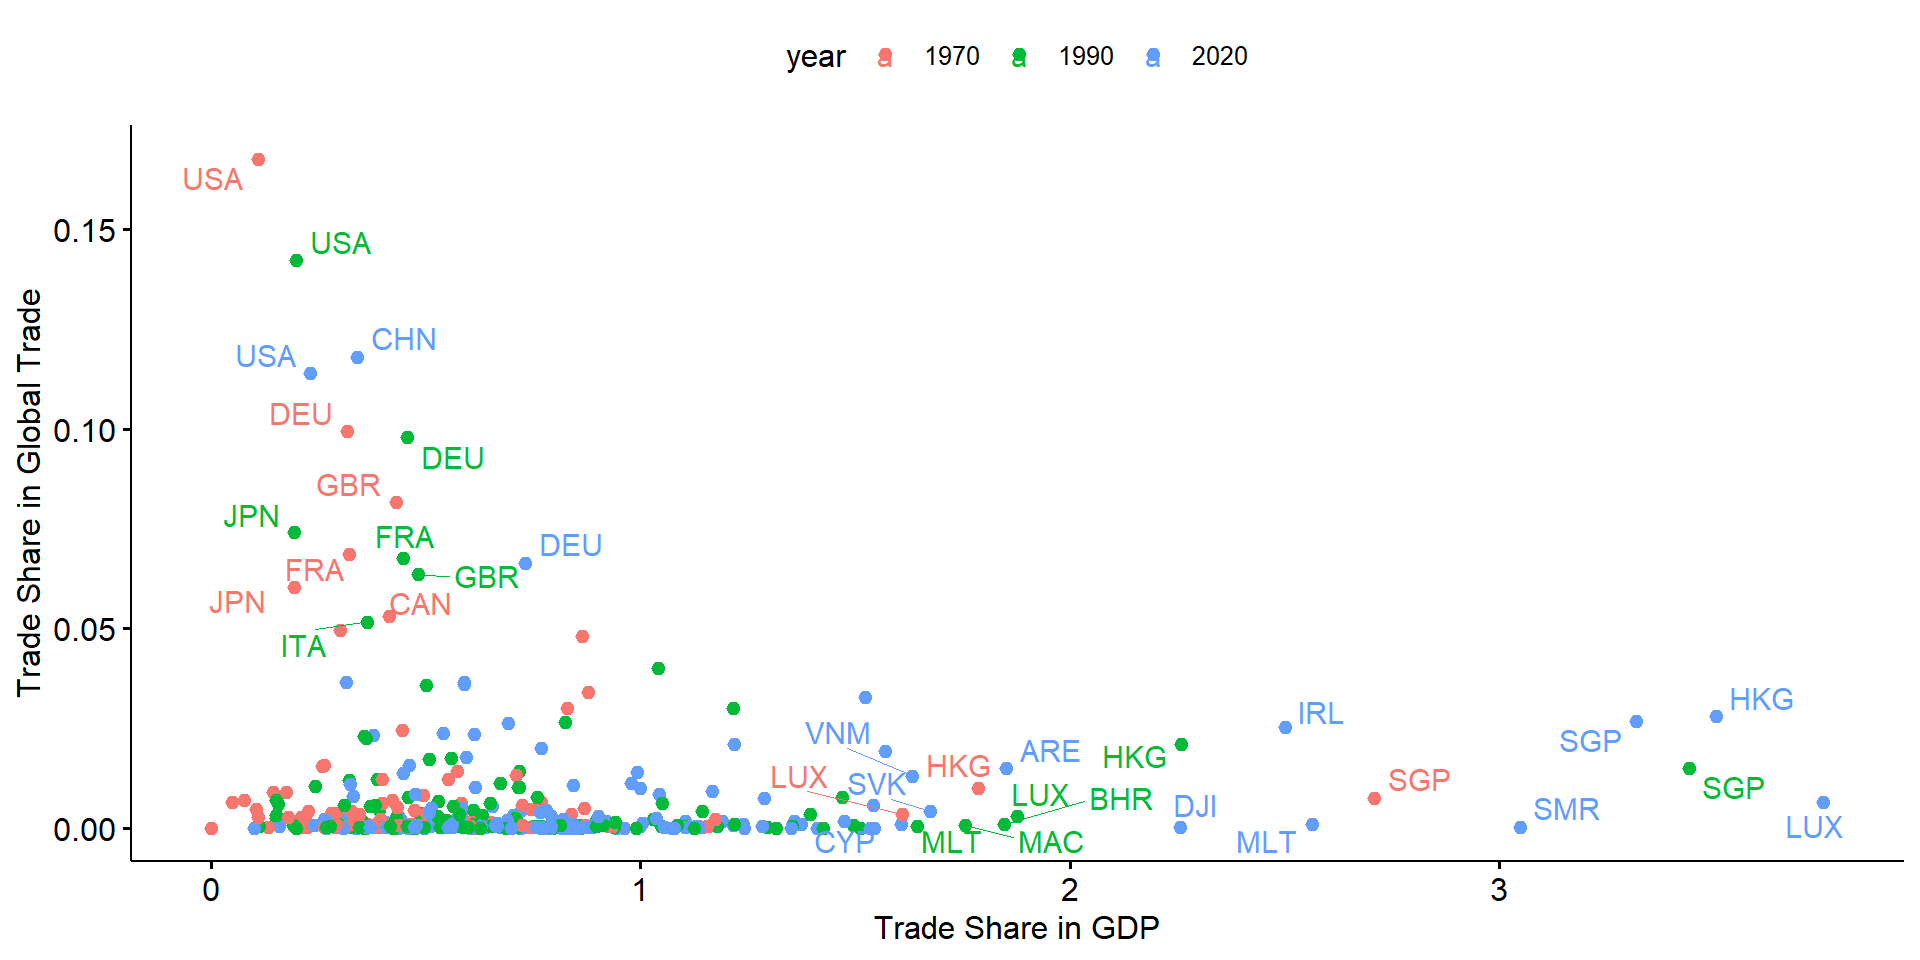 year a 1970 a 1990 a 2020
USA
USA
CHN
USA
DEU
DEU
GBR
JPN
FRA
DEU
FRA
GBR
JPN
CAN
ITA
VNM
IRL
HKG
SGP
ARE
HKG
LUX
SVK
HKG
SGP
SGP
LUX
BHR
DJI
SMR
LUX
CYP
MLT
MAC
MLT
0.15
0.10
0.05
0.00
0 1 2 3
Trade Share in GDP
Trade Share in Global Trade